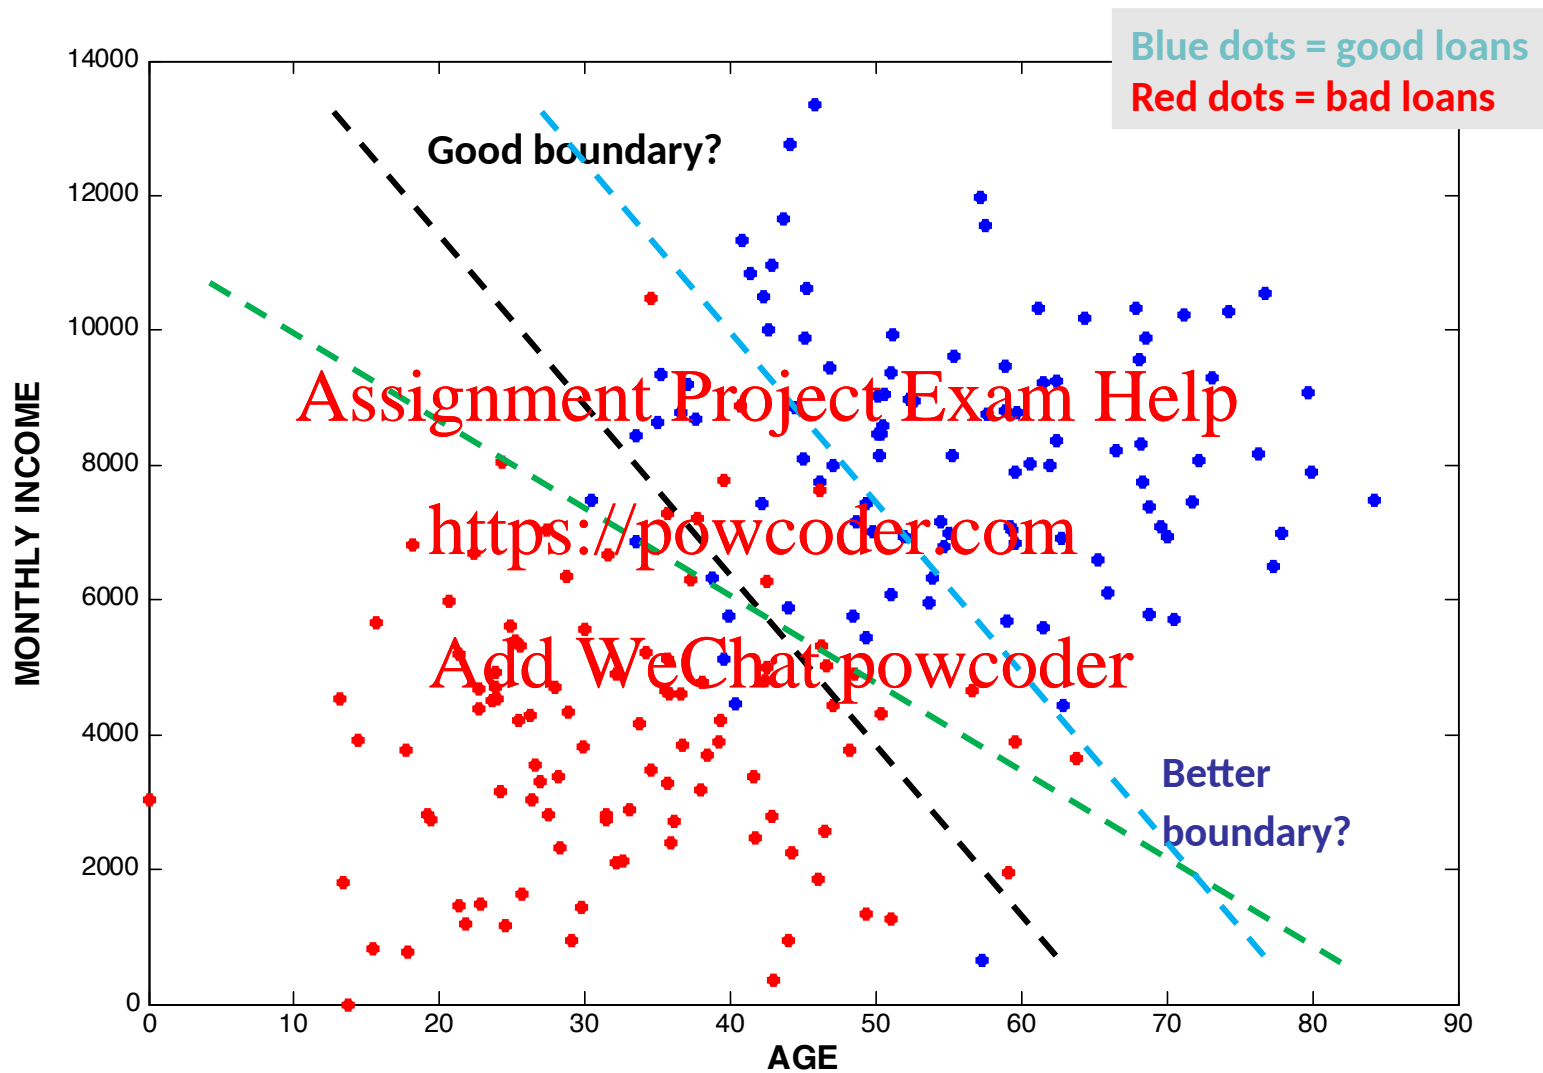 Blue dots = good loans
Red dots = bad loans
14000
Good boundary?
12000
10000
Assignment Project Exam Help
8000
https://powcoder.com
6000
Add WeChat powcoder
4000
Better
boundary?
2000
0
MONTHLY INCOME
0 10 20 30 40 50 60 70 80 90
AGE